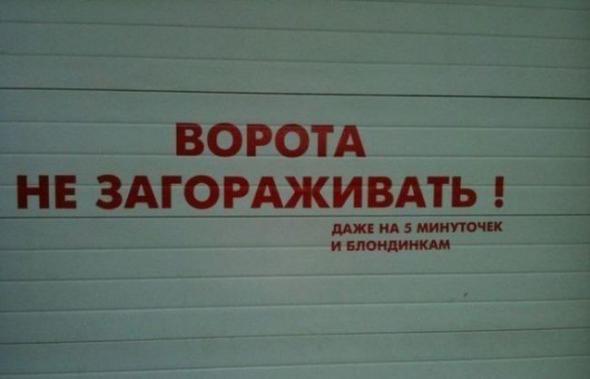 ВОРОТА
НЕ ЗАГОРАЖИВАТЬ !
ДАЖЕ НА 5 МИНУТОЧЕК
И БЛОНДИНКАМ